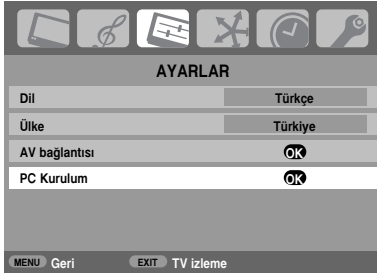 AYARLAR
Dil Türkçe
Ülke Türkiye
AV bağlantısı OK
PC Kurulum OK
MENU Geri EXIT TV izleme